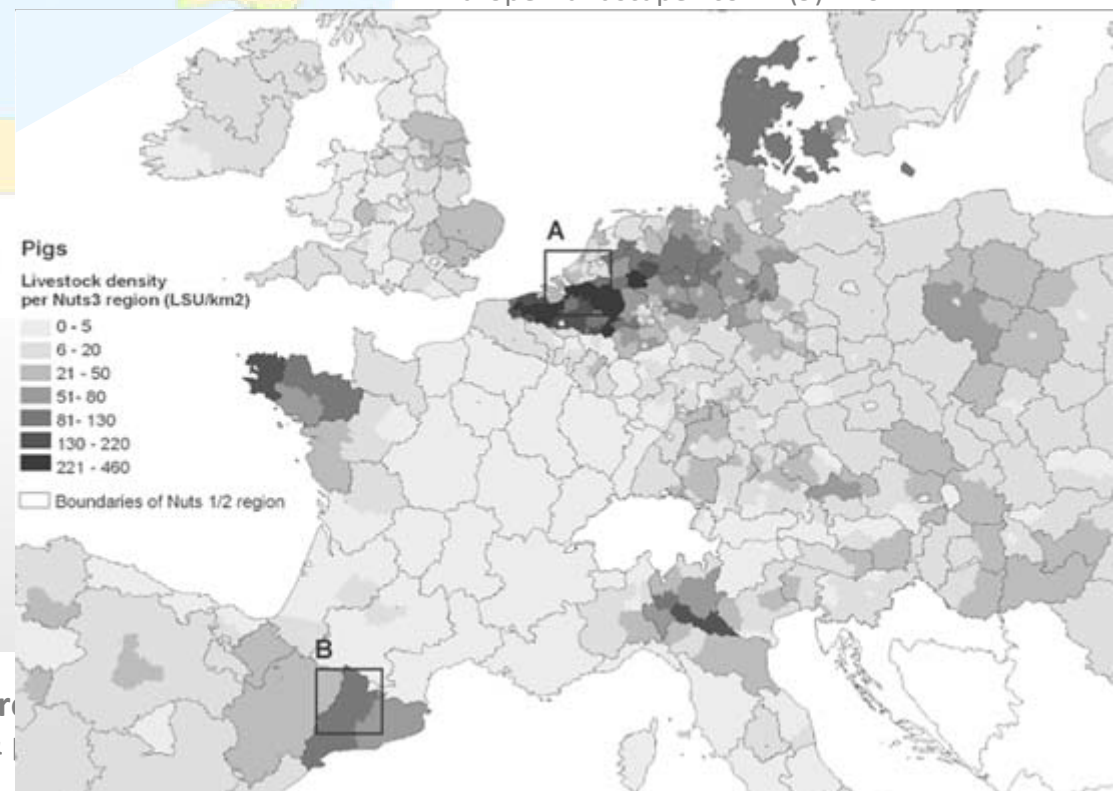 A
Pigs
Livestock density
per Nuts3 region (LSU/km2)
0 - 5
6 - 20
21 - 50
51- 80
81- 130
130 - 220
221 - 460
Boundaries of Nuts 1/2 region
B